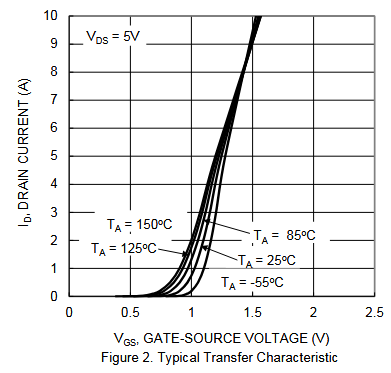 10
9
8
7
6
5
4
3
2
1
0
I_D, DRAIN CURRENT (A)
V_DS = 5V
T_A = 150ºC
T_A = 125ºC
T_A = 85ºC
T_A = 25ºC
T_A = -55ºC
0 0.5 1 1.5 2 2.5
V_GS, GATE-SOURCE VOLTAGE (V)
Figure 2. Typical Transfer Characteristic